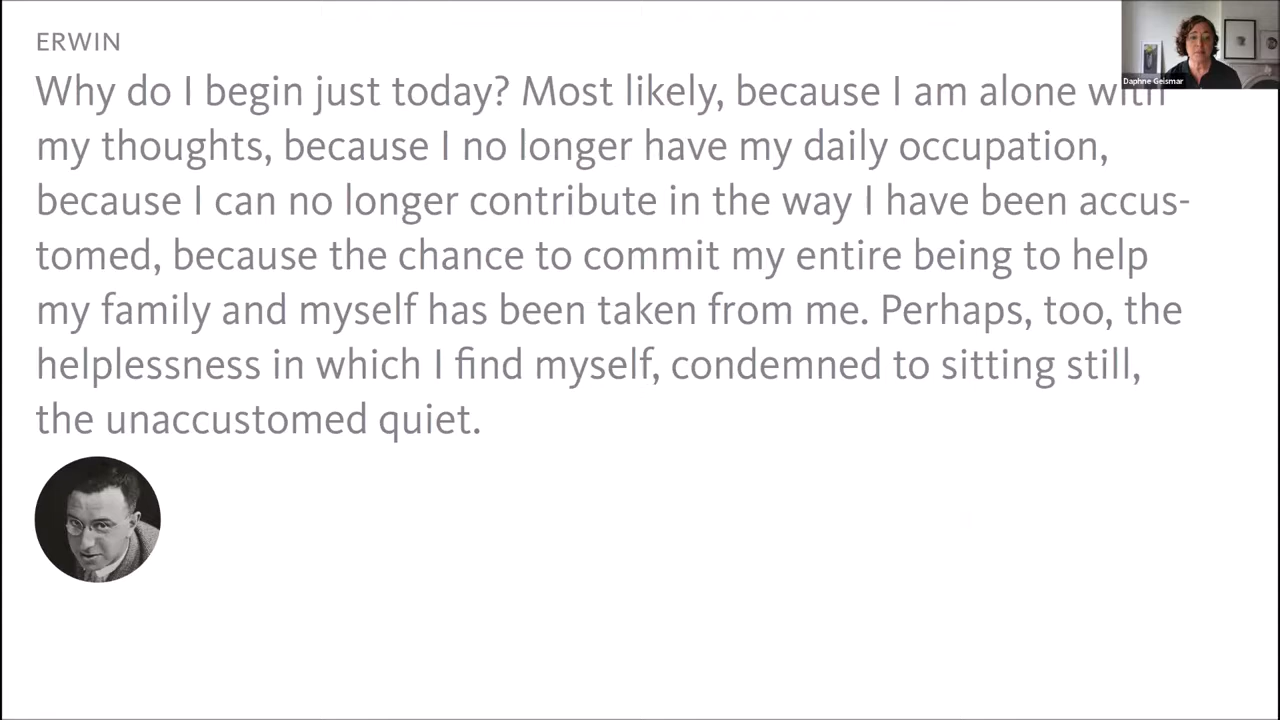 ERWIN
Daphne Geismar
Why do I begin just today? Most likely, because I am alone with
my thoughts, because I no longer have my daily occupation,
because I can no longer contribute in the way I have been accus-
tomed, because the chance to commit my entire being to help
my family and myself has been taken from me. Perhaps, too, the
helplessness in which I find myself, condemned to sitting still,
the unaccustomed quiet.